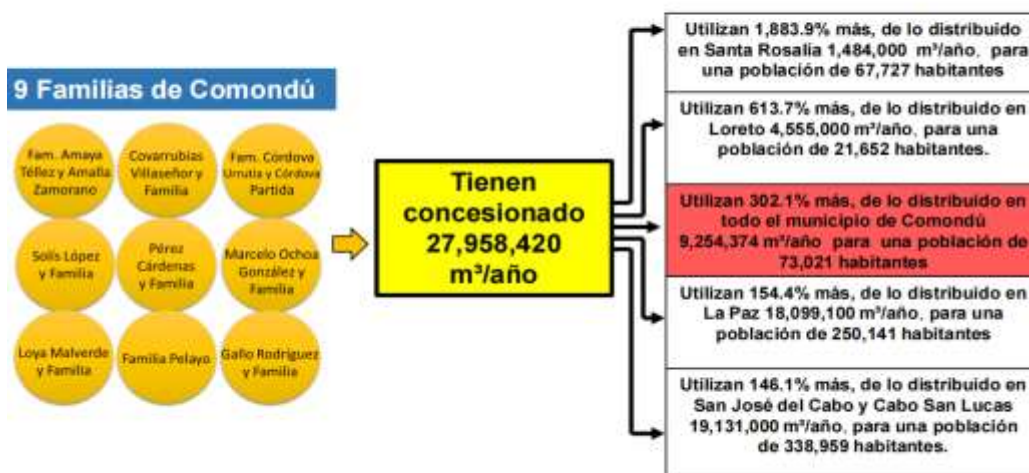 9 Familias de Comondú
Fam. Amaya
Téllez y Amalia
Zamorano
Covarrubias
Villaseñor y
Familia
Fam. Córdova
Urrutia y Córdova
Partida
Solís López
y Familia
Pérez
Cárdenas
y Familia
Marcelo Ochoa
González y
Familia
Loya Malverde
y Familia
Familia Pelayo
Gallo Rodríguez
y Familia
Tienen
concesionado
27,958,420
m³/año
Utilizan 1,883.9% más, de lo distribuido
en Santa Rosalía 1,484,000 m³/año, para
una población de 67,727 habitantes
Utilizan 613.7% más, de lo distribuido en
Loreto 4,555,000 m³/año, para una
población de 21,652 habitantes.
Utilizan 302.1% más, de lo distribuido en
todo el municipio de Comondú
9,254,374 m³/año para una población de
73,021 habitantes
Utilizan 154.4% más, de lo distribuido en
La Paz 18,099,100 m³/año, para una
población de 250,141 habitantes
Utilizan 146.1% más, de lo distribuido en
San José del Cabo y Cabo San Lucas
19,131,000 m³/año, para una población
de 338,959 habitantes.